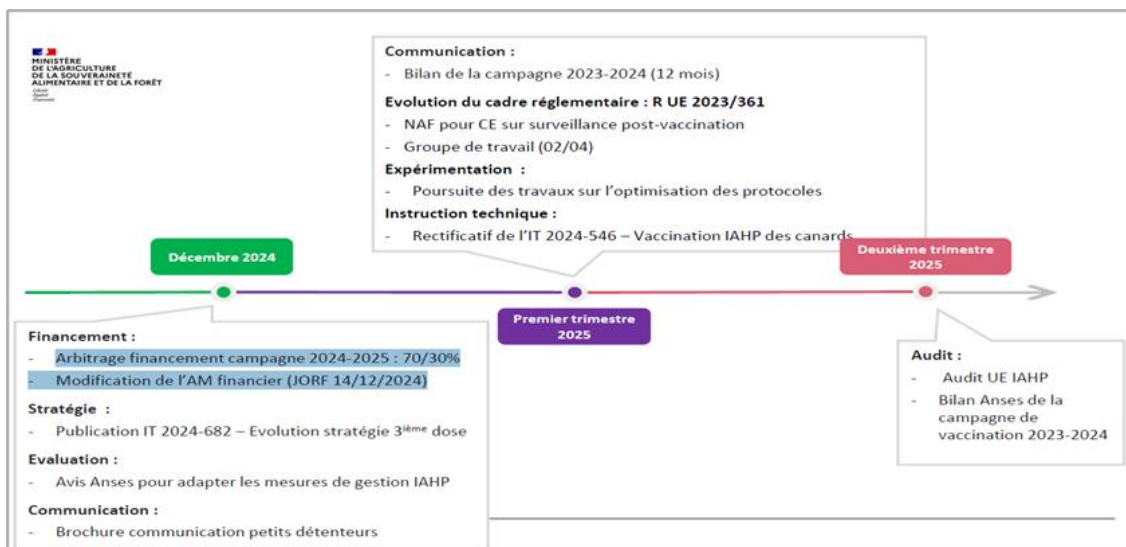 MINISTÈRE
DE L'AGRICULTURE
DE LA SOUVERAINETÉ
ALIMENTAIRE ET DE LA FORÊT
Liberté
Égalité
Fraternité
Communication :
- Bilan de la campagne 2023-2024 (12 mois)
Evolution du cadre réglementaire : R UE 2023/361
- NAF pour CE sur surveillance post-vaccination
- Groupe de travail (02/04)
Expérimentation :
- Poursuite des travaux sur l'optimisation des protocoles
Instruction technique :
- Rectificatif de l'IT 2024-546 – Vaccination IAHP des canards
Décembre 2024
Deuxième trimestre
2025
Premier trimestre
2025
Financement :
- Arbitrage financement campagne 2024-2025 : 70/30%
- Modification de l'AM financier (JORF 14/12/2024)
Stratégie :
- Publication IT 2024-682 – Evolution stratégie 3ième dose
Evaluation :
- Avis Anses pour adapter les mesures de gestion IAHP
Communication :
- Brochure communication petits détenteurs
Audit :
- Audit UE IAHP
- Bilan Anses de la
campagne de
vaccination 2023-2024